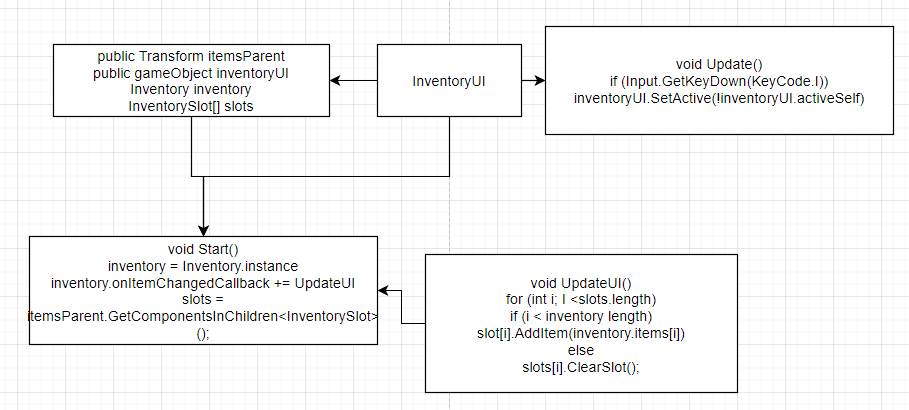 public Transform itemsParent
public gameObject inventoryUI
Inventory inventory
InventorySlot[] slots
InventoryUI
void Update()
if (Input.GetKeyDown(KeyCode.I))
inventoryUI.SetActive(!inventoryUI.activeSelf)
void Start()
inventory = Inventory.instance
inventory.onItemChangedCallback += UpdateUI
slots =
itemsParent.GetComponentsInChildren<InventorySlot>
();
void UpdateUI()
for (int i; I <slots.length)
if (i < inventory length)
slot[i].AddItem(inventory.items[i])
else
slots[i].ClearSlot();